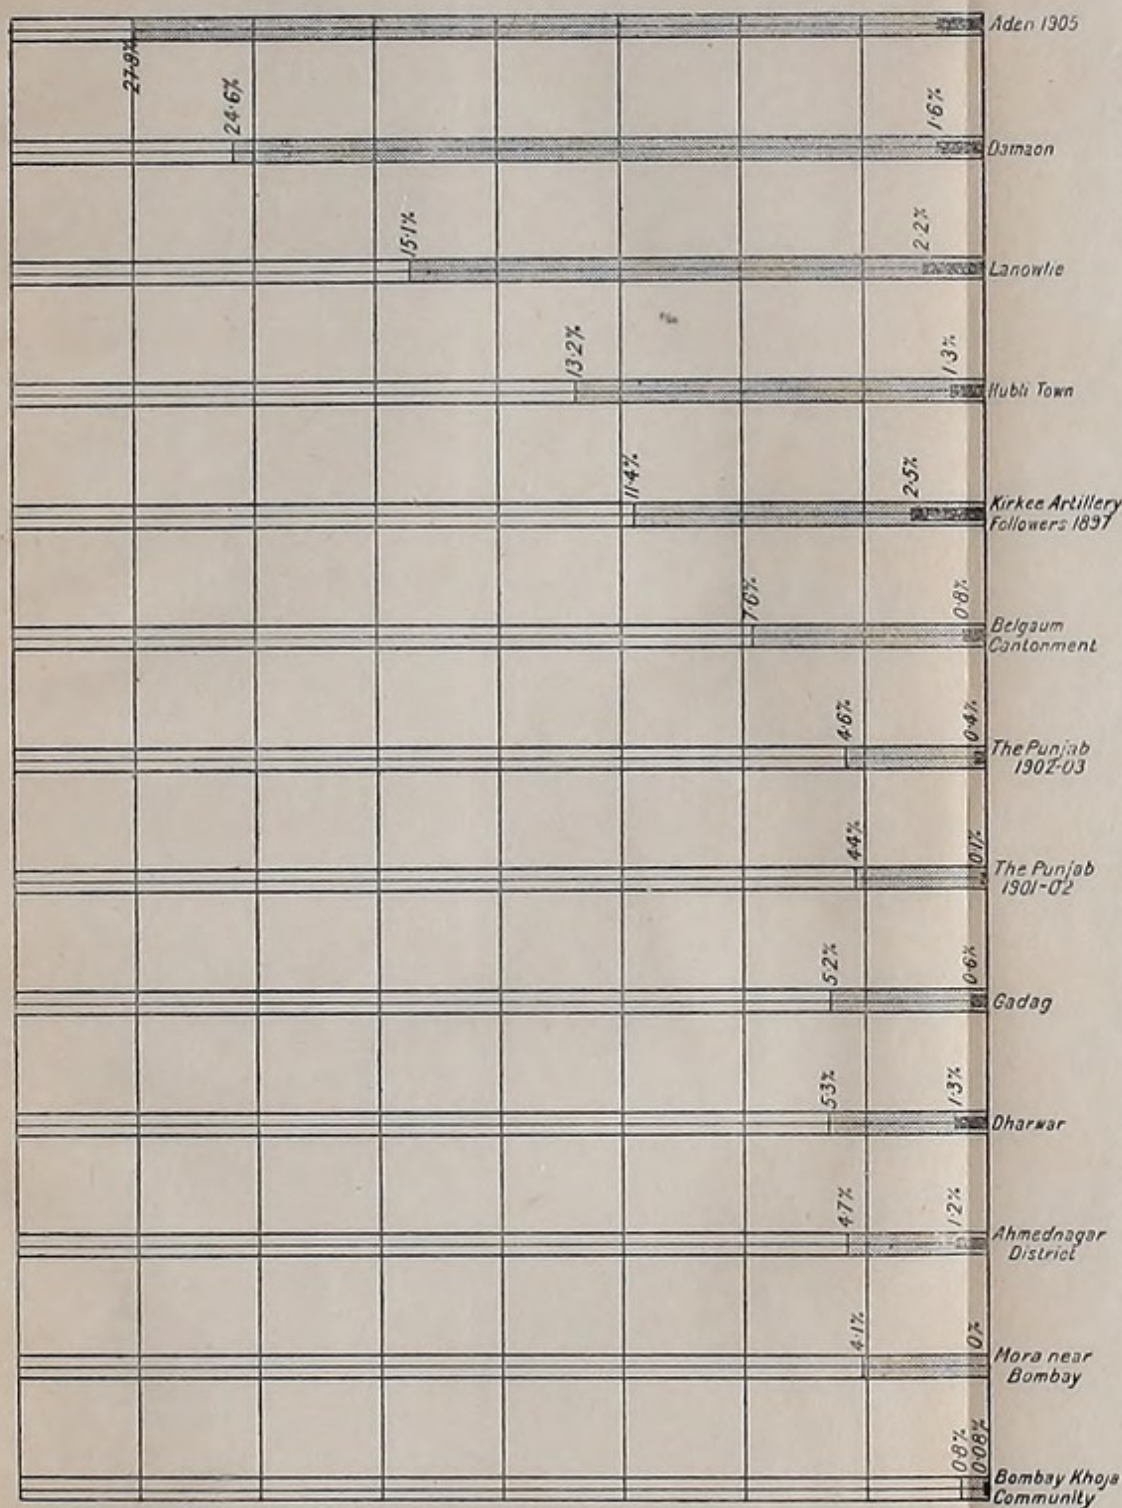 Aden 1905
27·9%
24·6%
1·6%
Damaon
15·1%
2·2%
Lanowlie
13·2%
1·3%
Hubli Town
11·4%
2·5%
Kirkee Artillery
Followers 1897
7·6%
0·8%
Belgaum
Cantonment
4·6%
0·4%
The Punjab
1902-03
4·4%
0·1%
The Punjab
1901-02
5·2%
0·6%
Gadag
5·3%
1·3%
Dharwar
4·7%
1·2%
Ahmednagar
District
4·1%
0%
Mora near
Bombay
0·8%
0·08%
Bombay Khoja
Community